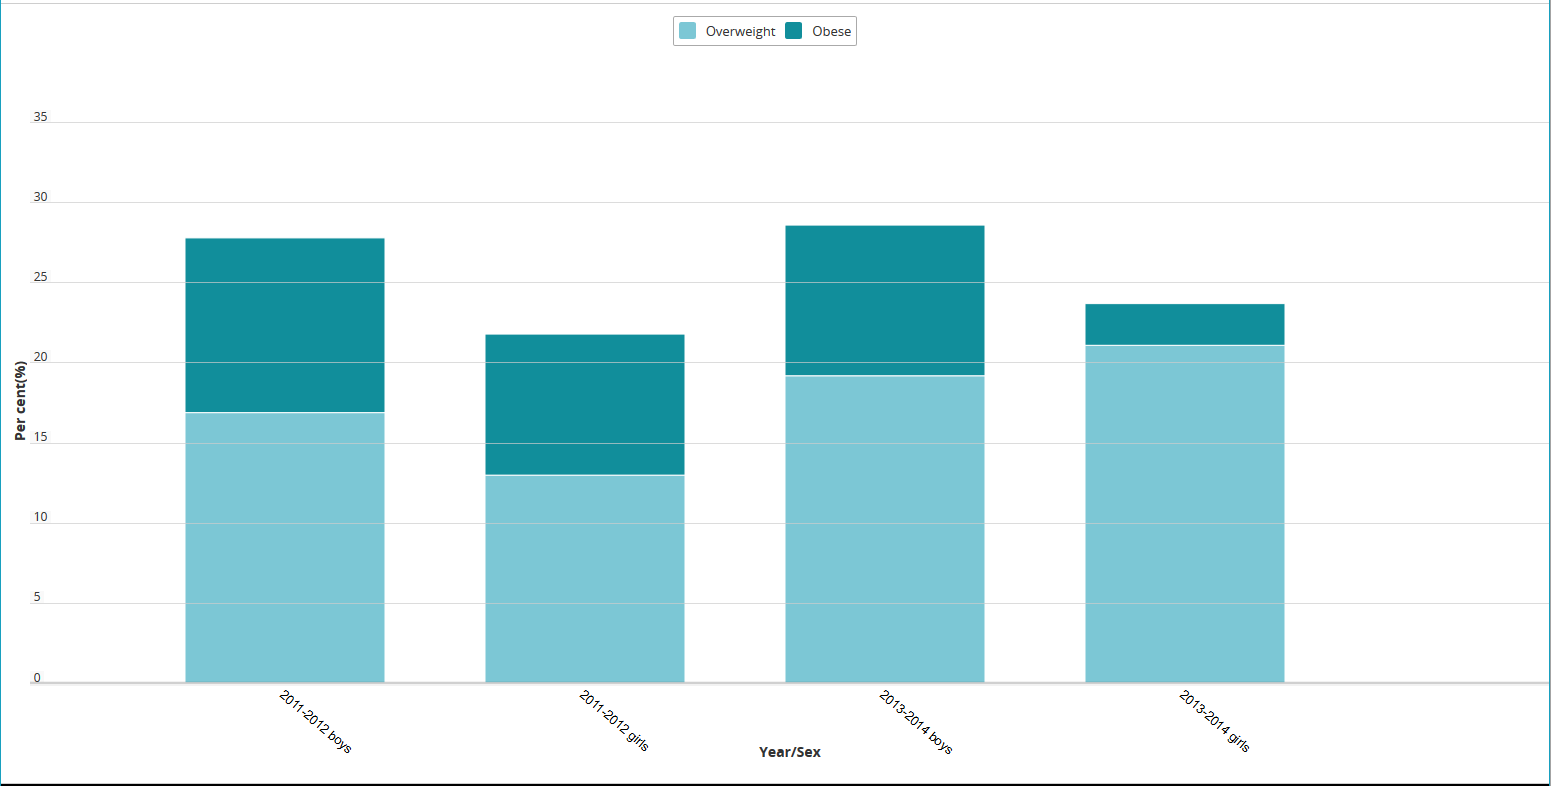 Overweight Obese
35
30
25
20
15
10
5
0
Per cent(%)
2011-2012 boys
2011-2012 girls
2013-2014 boys
2013-2014 girls
Year/Sex